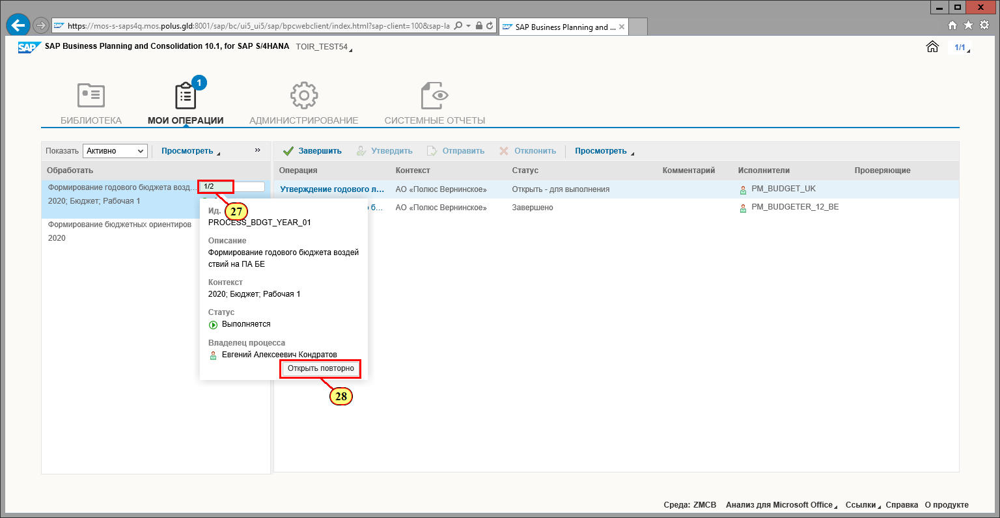 https://mos-s-saps4q.mos.polus.gld:8001/sap/bc/ui5_ui5/sap/bpcwebclient/index.html?sap-client=100&sap-la
SAP Business Planning and ...
SAP
SAP Business Planning and Consolidation 10.1, for SAP S/4HANA TOIR_TEST54
1/1
1
БИБЛИОТЕКА МОИ ОПЕРАЦИИ АДМИНИСТРИРОВАНИЕ СИСТЕМНЫЕ ОТЧЕТЫ
Показать Активно Просмотреть »
Завершить Утвердить Отправить Отклонить Просмотреть
Обработать
Операция Контекст Статус Комментарий Исполнители Проверяющие
Формирование годового бюджета возд... 1/2
2020; Бюджет; Рабочая 1
Формирование бюджетных ориентиров
2020
Утверждение годового л... АО «Полюс Вернинское» Открыть - для выполнения PM_BUDGET_UK
о б... АО «Полюс Вернинское» Завершено PM_BUDGETER_12_BE
27
Ид.
PROCESS_BDGT_YEAR_01
Описание
Формирование годового бюджета воздей
ствий на ПА БЕ
Контекст
2020; Бюджет; Рабочая 1
Статус
Выполняется
Владелец процесса
Евгений Алексеевич Кондратов
Открыть повторно
28
Среда: ZMCB Анализ для Microsoft Office Ссылки Справка О продукте